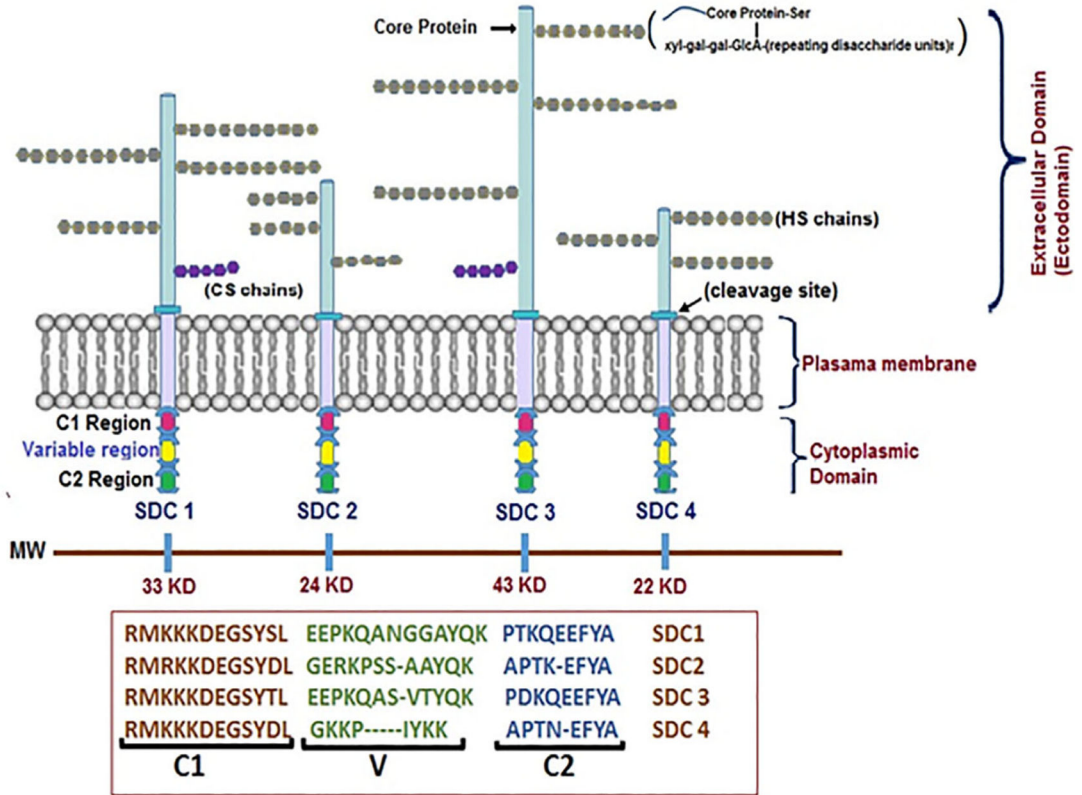 Core Protein
Core Protein-Ser
xyl-gal-gal-GlcA-(repeating disaccharide units)n
Extracellular Domain
(Ectodomain)
(HS chains)
(CS chains)
(cleavage site)
Plasama membrane
C1 Region
Variable region
C2 Region
Cytoplasmic
Domain
SDC 1 SDC 2 SDC 3 SDC 4
MW
33 KD 24 KD 43 KD 22 KD
RMKKKDEGSYSL EEPKQANGGAYQK PTKQEEFYA SDC1
RMRKKDEGSYDL GERKPSS-AAYQK APTK-EFYA SDC2
RMKKKDEGSYTL EEPKQAS-VTYQK PDKQEEFYA SDC 3
RMKKKDEGSYDL GKKP-----IYKK APTN-EFYA SDC 4
C1 V C2